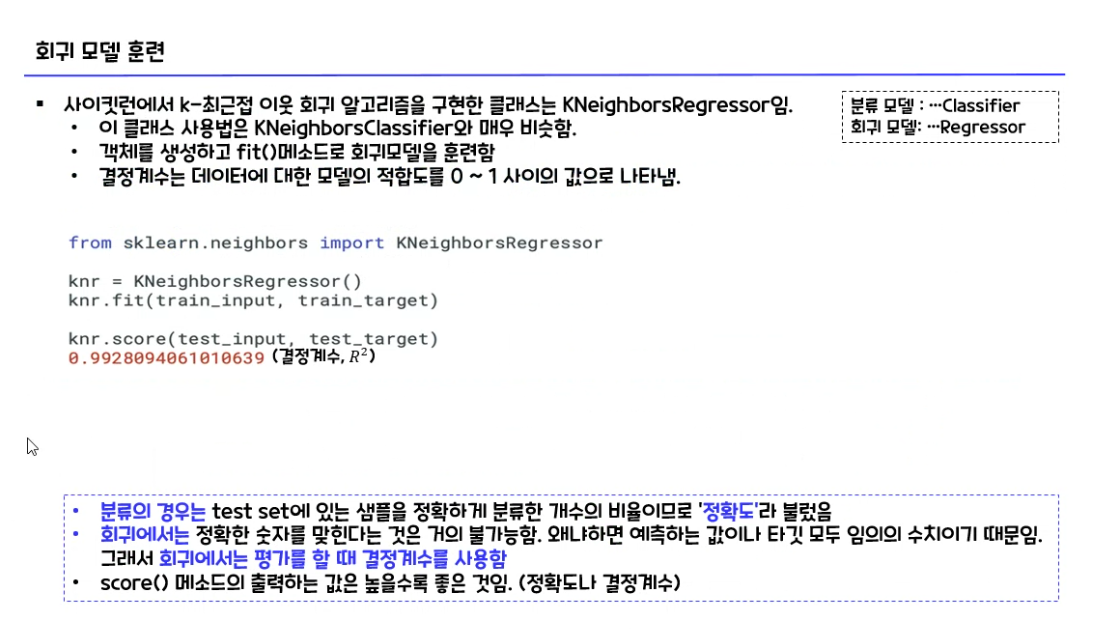 회귀 모델 훈련
▪ 사이킷런에서 k-최근접 이웃 회귀 알고리즘을 구현한 클래스는 KNeighborsRegressor임.
• 이 클래스 사용법은 KNeighborsClassifier와 매우 비슷함.
• 객체를 생성하고 fit()메소드로 회귀모델을 훈련함
• 결정계수는 데이터에 대한 모델의 적합도를 0 ~ 1 사이의 값으로 나타냄.
분류 모델 : …Classifier
회귀 모델: …Regressor
from sklearn.neighbors import KNeighborsRegressor
knr = KNeighborsRegressor()
knr.fit(train_input, train_target)
knr.score(test_input, test_target)
0.9928094061010639 (결정계수, R²)
• 분류의 경우는 test set에 있는 샘플을 정확하게 분류한 개수의 비율이므로 '정확도'라 불렀음
• 회귀에서는 정확한 숫자를 맞힌다는 것은 거의 불가능함. 왜냐하면 예측하는 값이나 타깃 모두 임의의 수치이기 때문임.
그래서 회귀에서는 평가를 할 때 결정계수를 사용함
• score() 메소드의 출력하는 값은 높을수록 좋은 것임. (정확도나 결정계수)